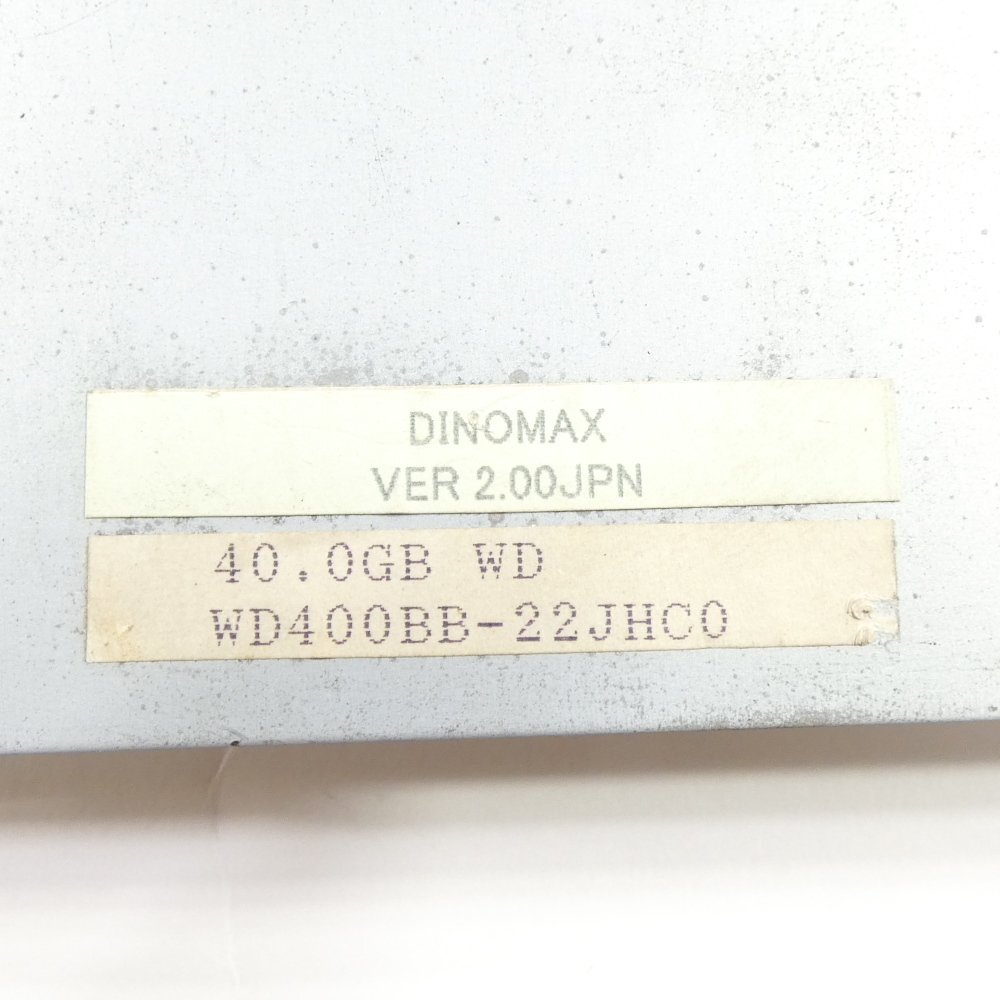 DINOMAX
VER 2.00JPN
40.0GB WD
WD400BB-22JHC0